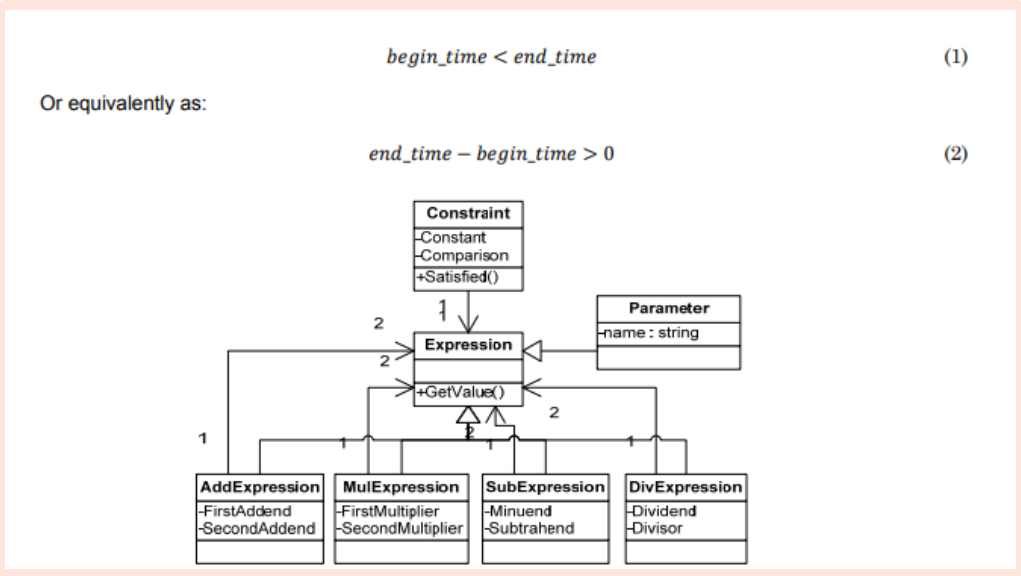 begin_time < end_time (1)
Or equivalently as:
end_time − begin_time > 0 (2)
Constraint
-Constant
-Comparison
+Satisfied()
1
1
Parameter
-name : string
2
Expression
2
+GetValue()
2
2
1
1
1
1
AddExpression
-FirstAddend
-SecondAddend
MulExpression
-FirstMultiplier
-SecondMultiplier
SubExpression
-Minuend
-Subtrahend
DivExpression
-Dividend
-Divisor